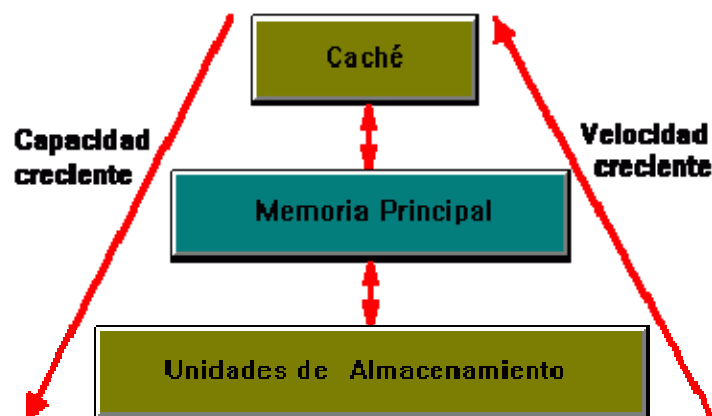 Caché
Capacidad
creciente
Velocidad
creciente
Memoria Principal
Unidades de Almacenamiento